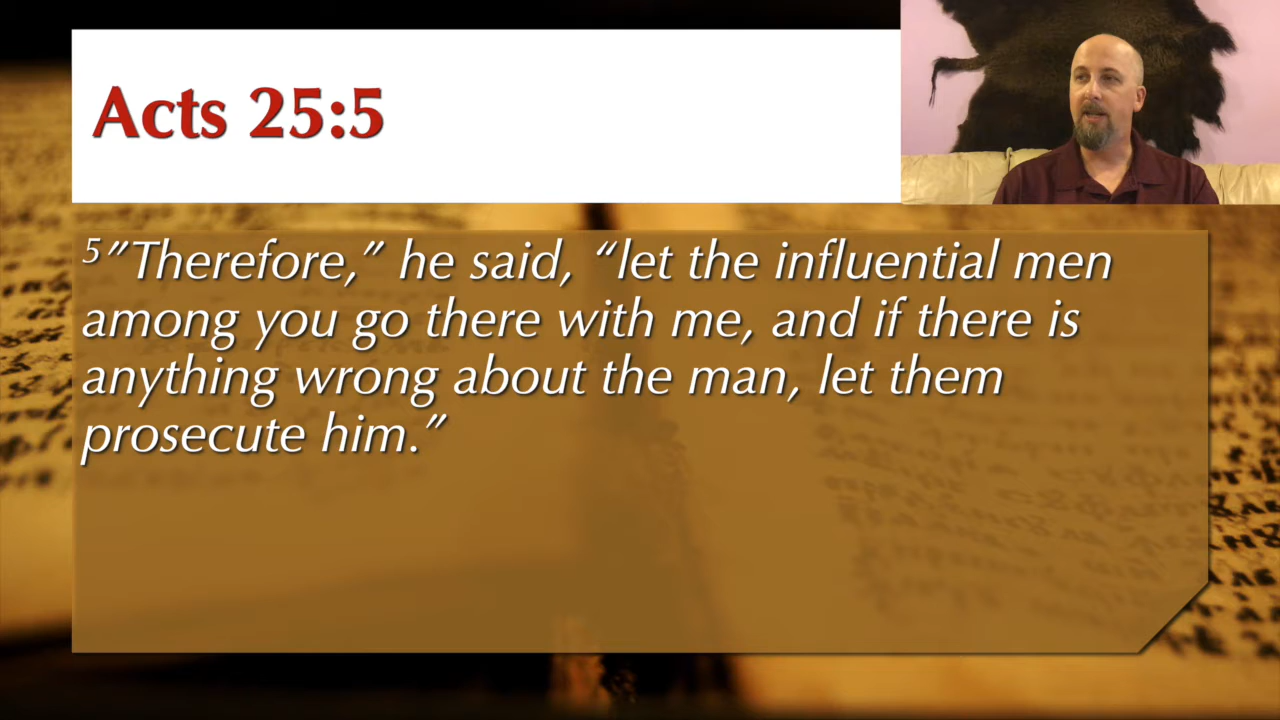 Acts 25:5
5"Therefore," he said, “let the influential men
among you go there with me, and if there is
anything wrong about the man, let them
prosecute him.”